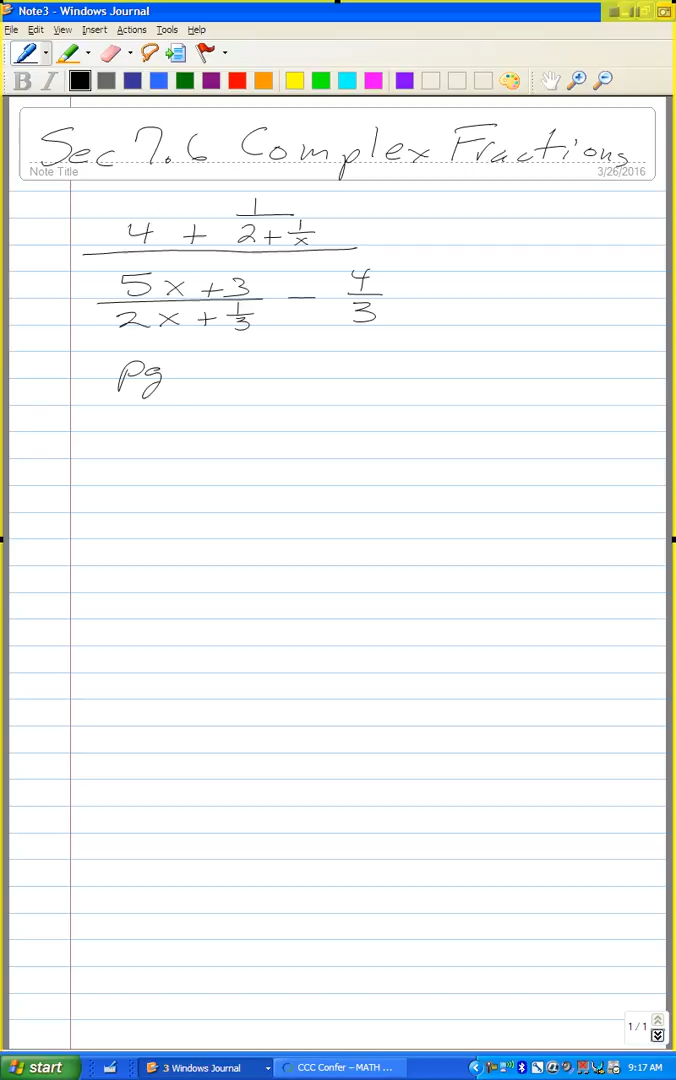 Note3 - Windows Journal
File Edit View Insert Actions Tools Help
B I
Sec 7.6 Complex Fractions
Note Title 3/26/2016
1
4 + 2 + 1/x
5x + 3 - 4
2x + 1/3 3
pg
1 / 1
start 3 Windows Journal CCC Confer – MATH ... 9:17 AM